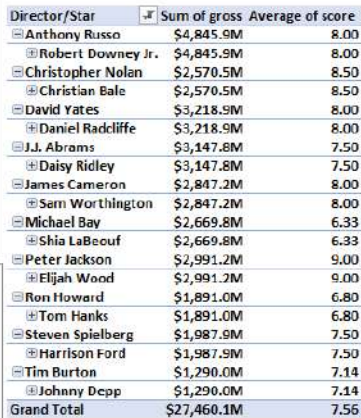 Director/Star Sum of gross Average of score
Anthony Russo $4,845.9M 8.00
Robert Downey Jr. $4,845.9M 8.00
Christopher Nolan $2,570.5M 8.50
Christian Bale $2,570.5M 8.50
David Yates $3,218.9M 8.00
Daniel Radcliffe $3,218.9M 8.00
J.J. Abrams $3,147.8M 7.50
Daisy Ridley $3,147.8M 7.50
James Cameron $2,847.2M 8.00
Sam Worthington $2,847.2M 8.00
Michael Bay $2,669.8M 6.33
Shia LaBeouf $2,669.8M 6.33
Peter Jackson $2,991.2M 9.00
Elijah Wood $2,991.2M 9.00
Ron Howard $1,891.0M 6.80
Tom Hanks $1,891.0M 6.80
Steven Spielberg $1,987.9M 7.50
Harrison Ford $1,987.9M 7.50
Tim Burton $1,290.0M 7.14
Johnny Depp $1,290.0M 7.14
Grand Total $27,460.1M 7.56